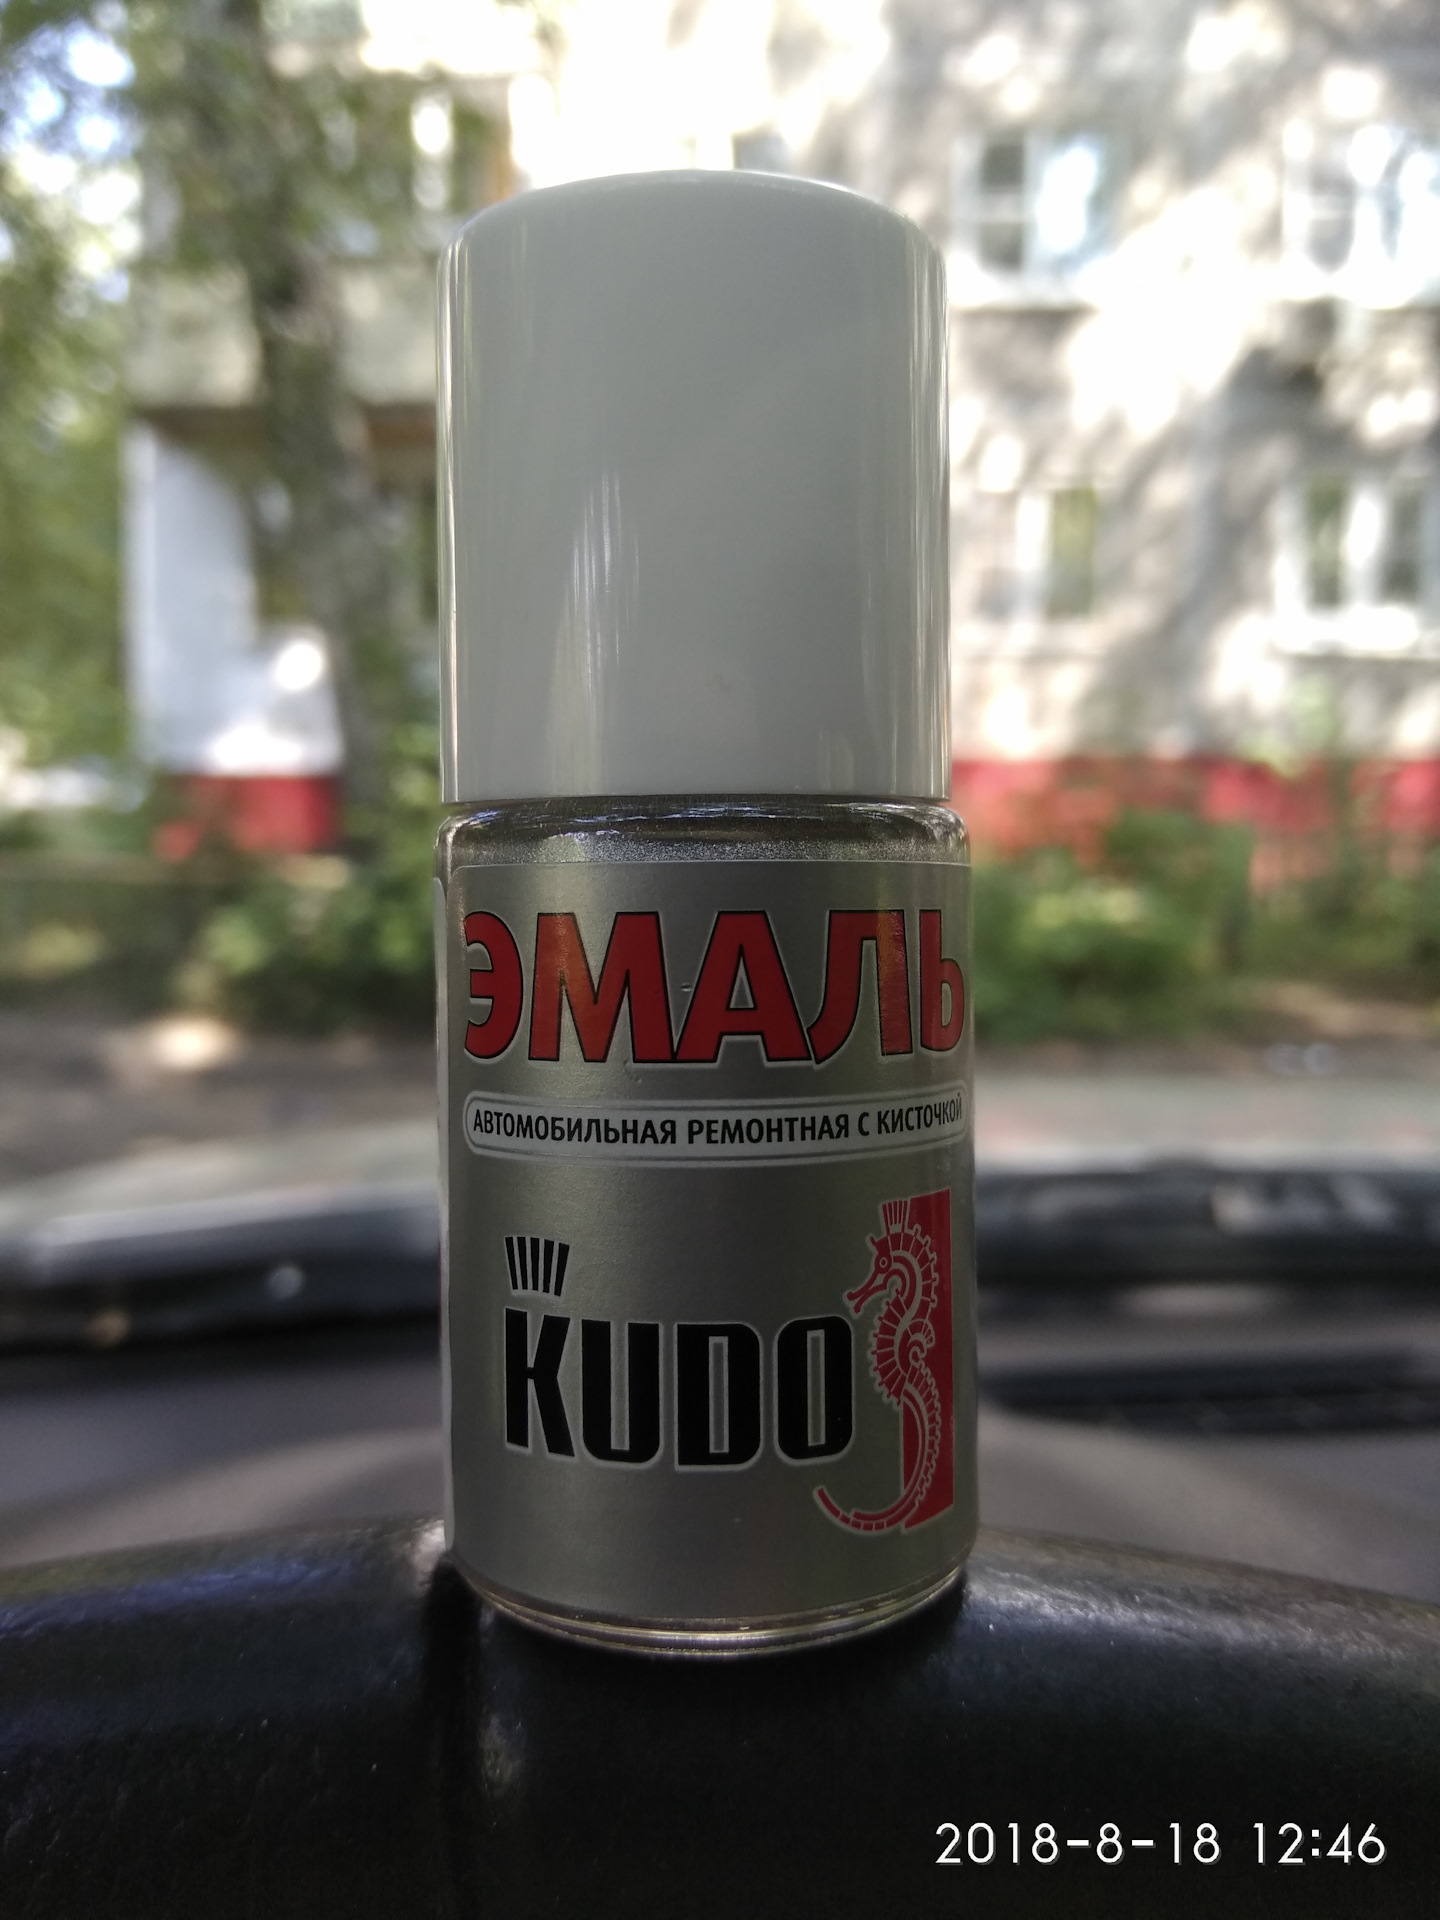 ЭМАЛЬ
АВТОМОБИЛЬНАЯ РЕМОНТНАЯ С КИСТОЧКОЙ
KUDO
2018-8-18 12:46